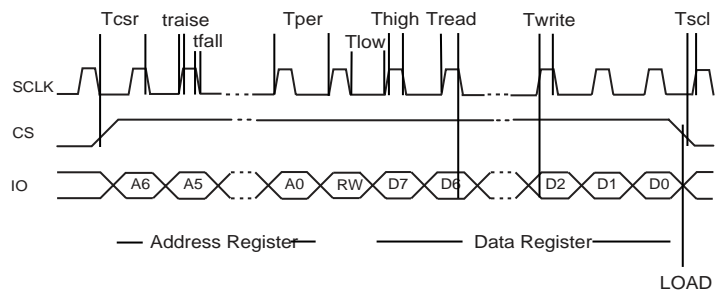 Tcsr traise Tper Thigh Tread Twrite Tscl
tfall Tlow
SCLK
CS
IO A6 A5 A0 RW D7 D6 D2 D1 D0
Address Register Data Register
LOAD